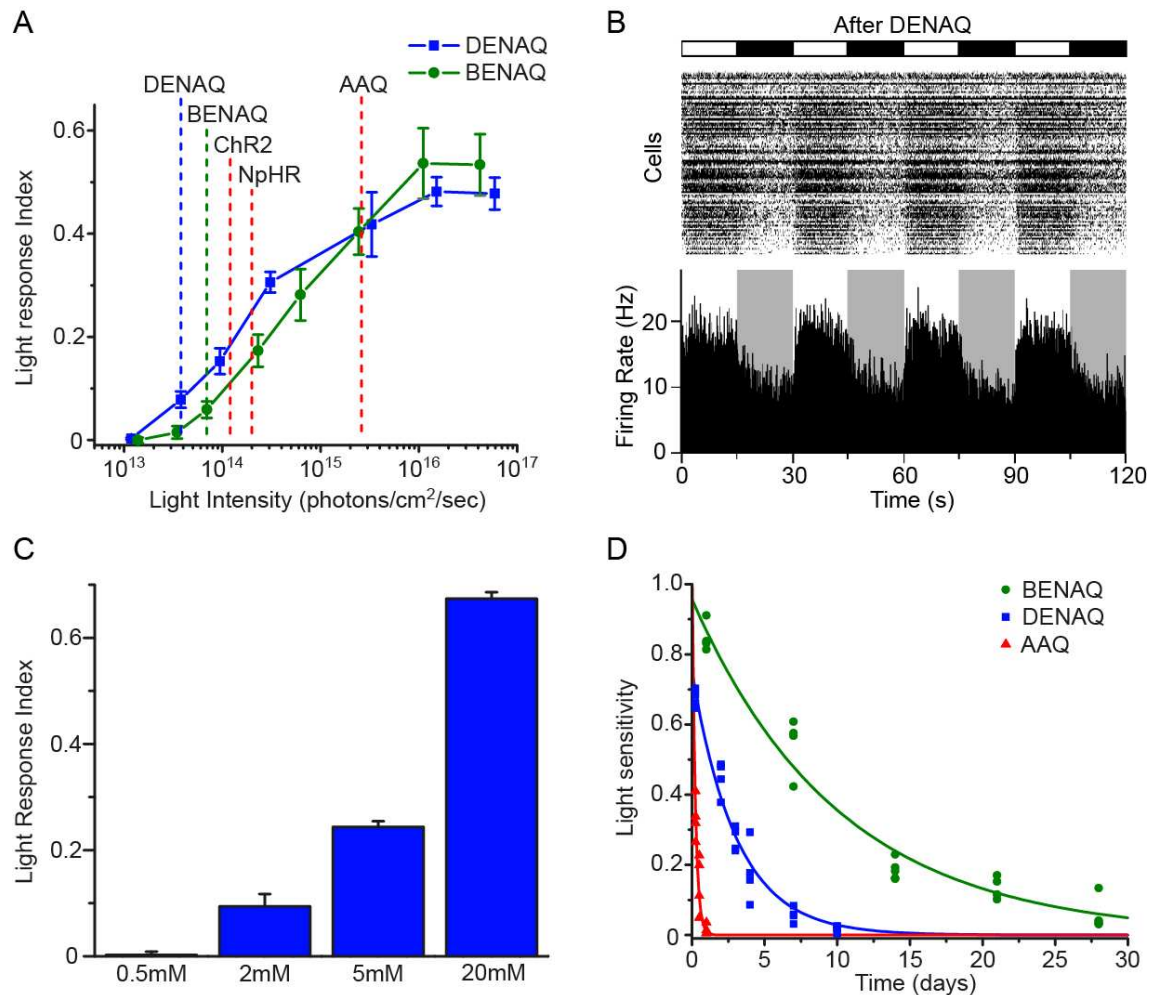 A
DENAQ
BENAQ
DENAQ
BENAQ
ChR2
NpHR
AAQ
Light response Index
0.6
0.4
0.2
0
10^13 10^14 10^15 10^16 10^17
Light Intensity (photons/cm^2/sec)
B
After DENAQ
Cells
Firing Rate (Hz)
20
10
0
0 30 60 90 120
Time (s)
C
Light Response Index
0.6
0.4
0.2
0
0.5mM 2mM 5mM 20mM
D
BENAQ
DENAQ
AAQ
Light sensitivity
1.0
0.8
0.6
0.4
0.2
0
0 5 10 15 20 25 30
Time (days)